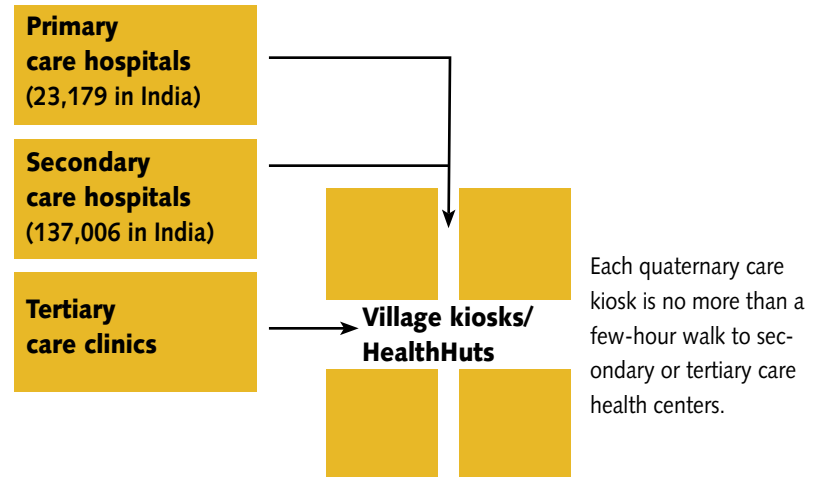 Primary
care hospitals
(23,179 in India)
Secondary
care hospitals
(137,006 in India)
Tertiary
care clinics
Village kiosks/
HealthHuts
Each quaternary care
kiosk is no more than a
few-hour walk to sec-
ondary or tertiary care
health centers.